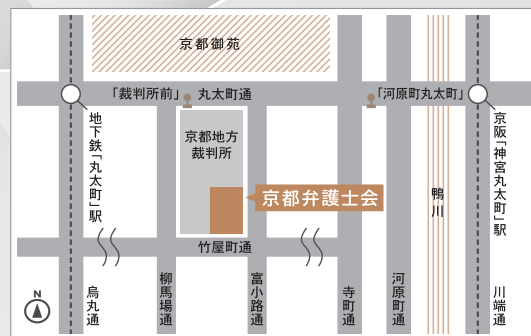 京都御苑
「裁判所前」
丸太町通
「河原町丸太町」
地下鉄「丸太町」駅
京都地方
裁判所
京阪「神宮丸太町」駅
鴨川
京都弁護士会
竹屋町通
N
烏丸通
柳馬場通
富小路通
寺町通
河原町通
川端通